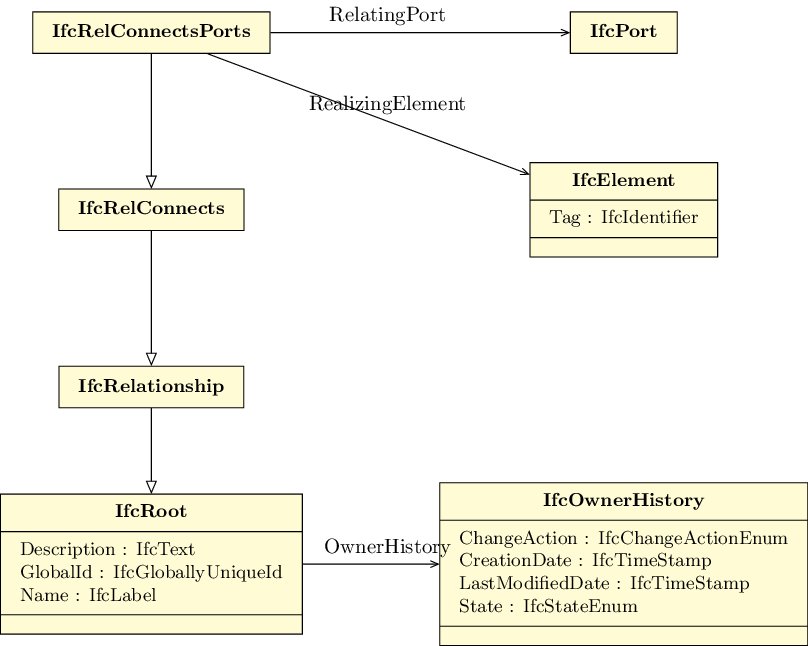 RelatingPort
IfcRelConnectsPorts
IfcPort
RealizingElement
IfcElement
Tag : IfcIdentifier
IfcRelConnects
IfcRelationship
IfcRoot
Description : IfcText
GlobalId : IfcGloballyUniqueId
Name : IfcLabel
OwnerHistory
IfcOwnerHistory
ChangeAction : IfcChangeActionEnum
CreationDate : IfcTimeStamp
LastModifiedDate : IfcTimeStamp
State : IfcStateEnum